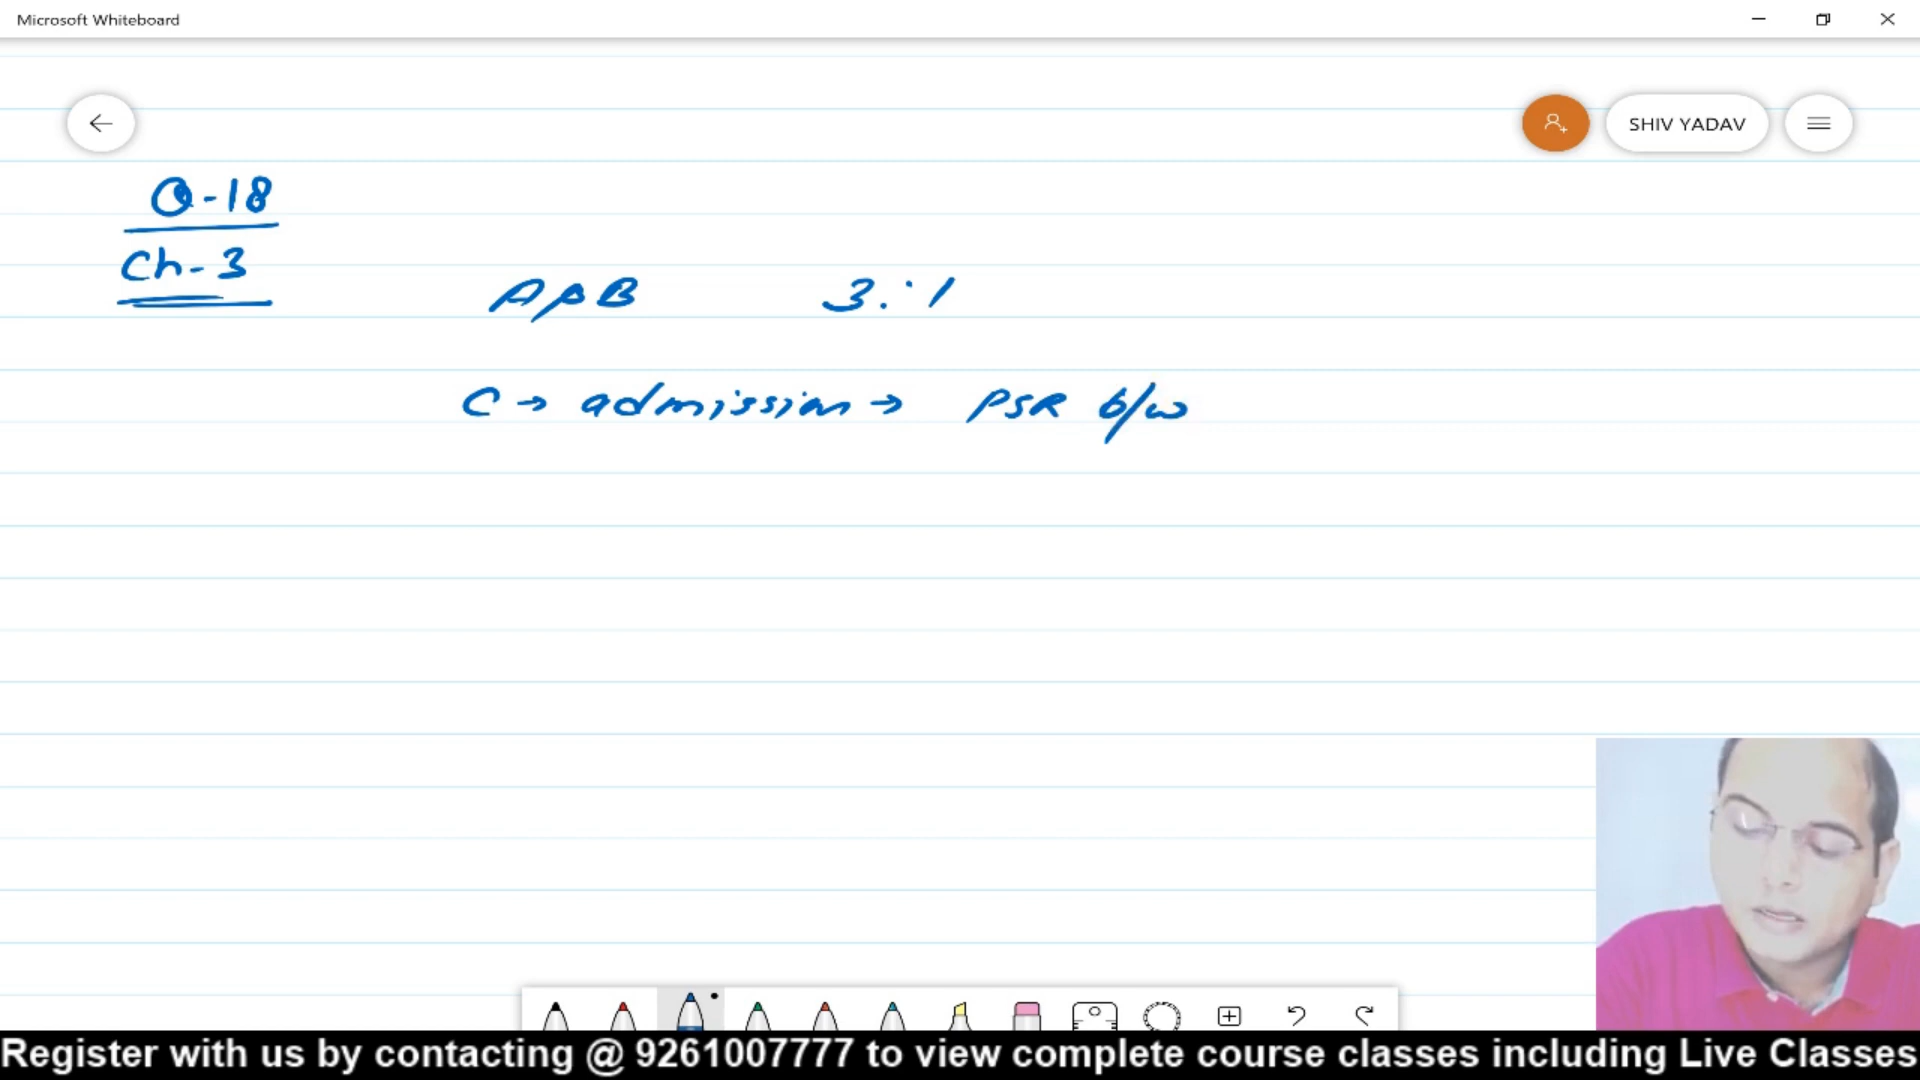 Microsoft Whiteboard
SHIV YADAV
Q-18
Ch-3
A & B 3:1
C → admission → PSR b/w
Register with us by contacting @ 9261007777 to view complete course classes including Live Classes